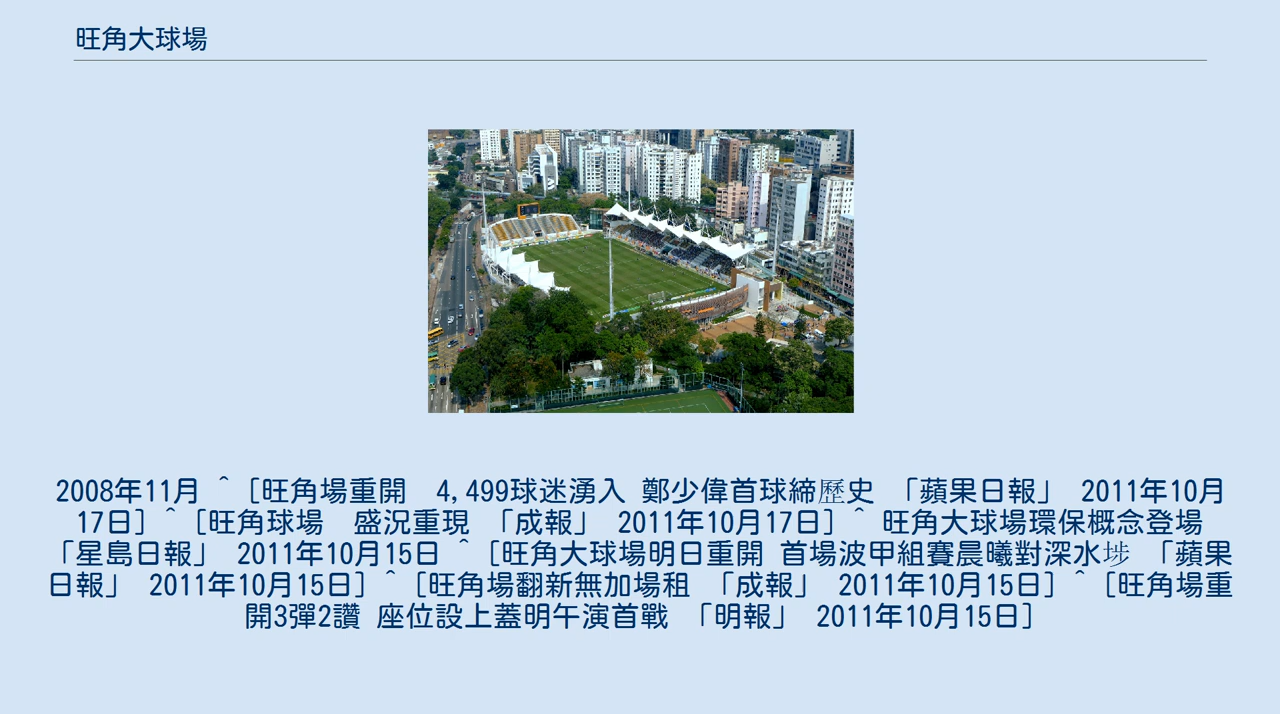 旺角大球場
2008年11月 ^ [旺角場重開　4,499球迷湧入 鄭少偉首球締歷史 「蘋果日報」 2011年10月
17日] ^ [旺角球場　盛況重現 「成報」 2011年10月17日] ^ 旺角大球場環保概念登場
「星島日報」 2011年10月15日 ^ [旺角大球場明日重開 首場波甲組賽晨曦對深水埗 「蘋果
日報」 2011年10月15日] ^ [旺角場翻新無加場租 「成報」 2011年10月15日] ^ [旺角場重
開3彈2讚 座位設上蓋明午演首戰 「明報」 2011年10月15日]